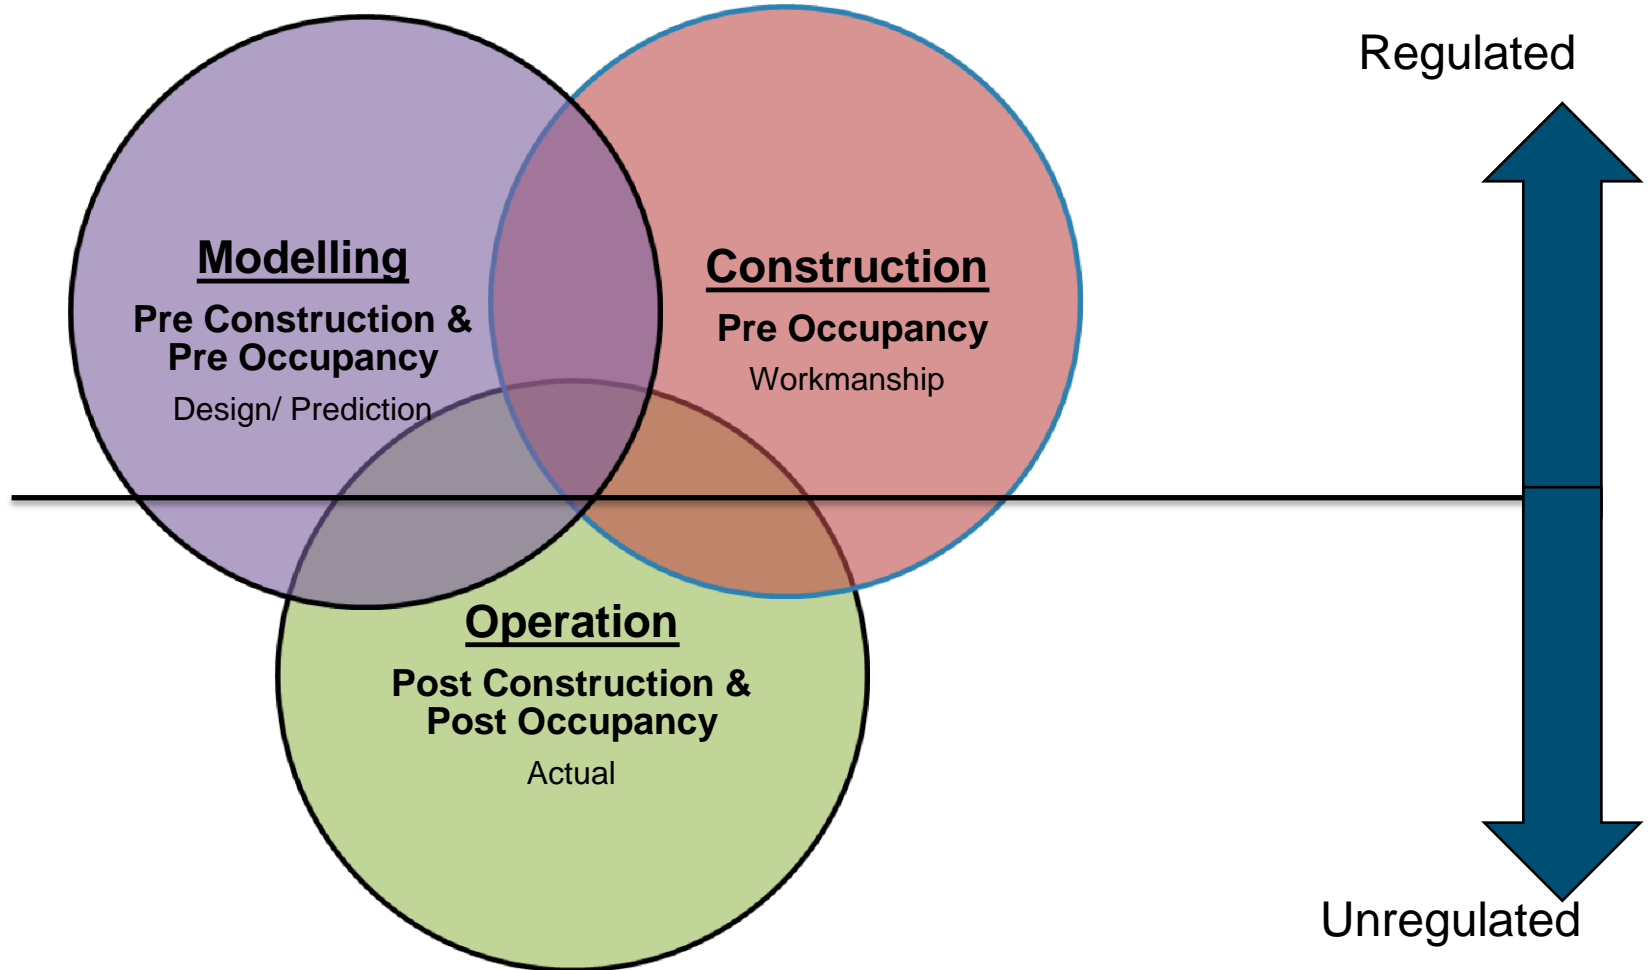 Regulated
Modelling
Pre Construction &
Pre Occupancy
Design/ Prediction
Construction
Pre Occupancy
Workmanship
Operation
Post Construction &
Post Occupancy
Actual
Unregulated